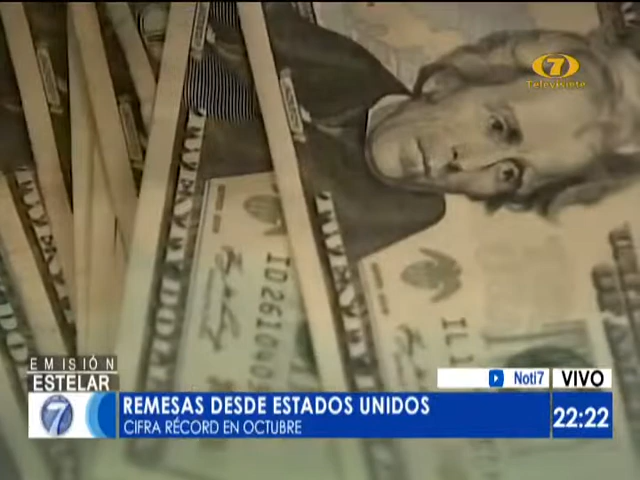 7
Televisiete
EMISIÓN
ESTELAR
7
Noti7
VIVO
REMESAS DESDE ESTADOS UNIDOS
CIFRA RÉCORD EN OCTUBRE
22:22